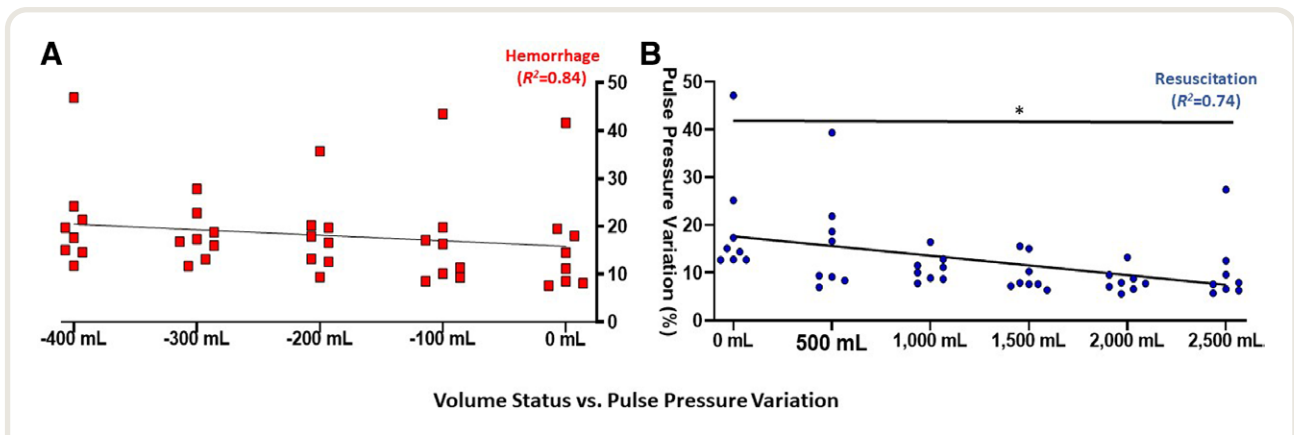 A
Hemorrhage
(R²=0.84)
50
40
30
20
10
0
-400 mL
-300 mL
-200 mL
-100 mL
0 mL
B
Pulse Pressure Variation (%)
Resuscitation
(R²=0.74)
*
50
40
30
20
10
0
0 mL
500 mL
1,000 mL
1,500 mL
2,000 mL
2,500 mL.
Volume Status vs. Pulse Pressure Variation